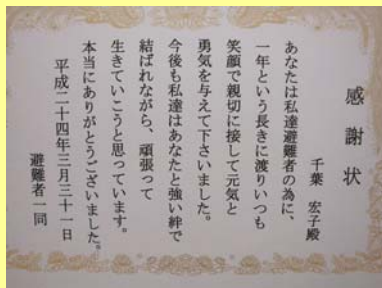 感謝状
千葉 宏子殿
あなたは私達避難者の為に、
一年という長きに渡りいつも
笑顔で親切に接して元気と
勇気を与えて下さいました。
今後も私達はあなたと強い絆で
結ばれながら、頑張って
生きていこうと思っています。
本当にありがとうございました。
平成二十四年三月三十一日
避難者一同